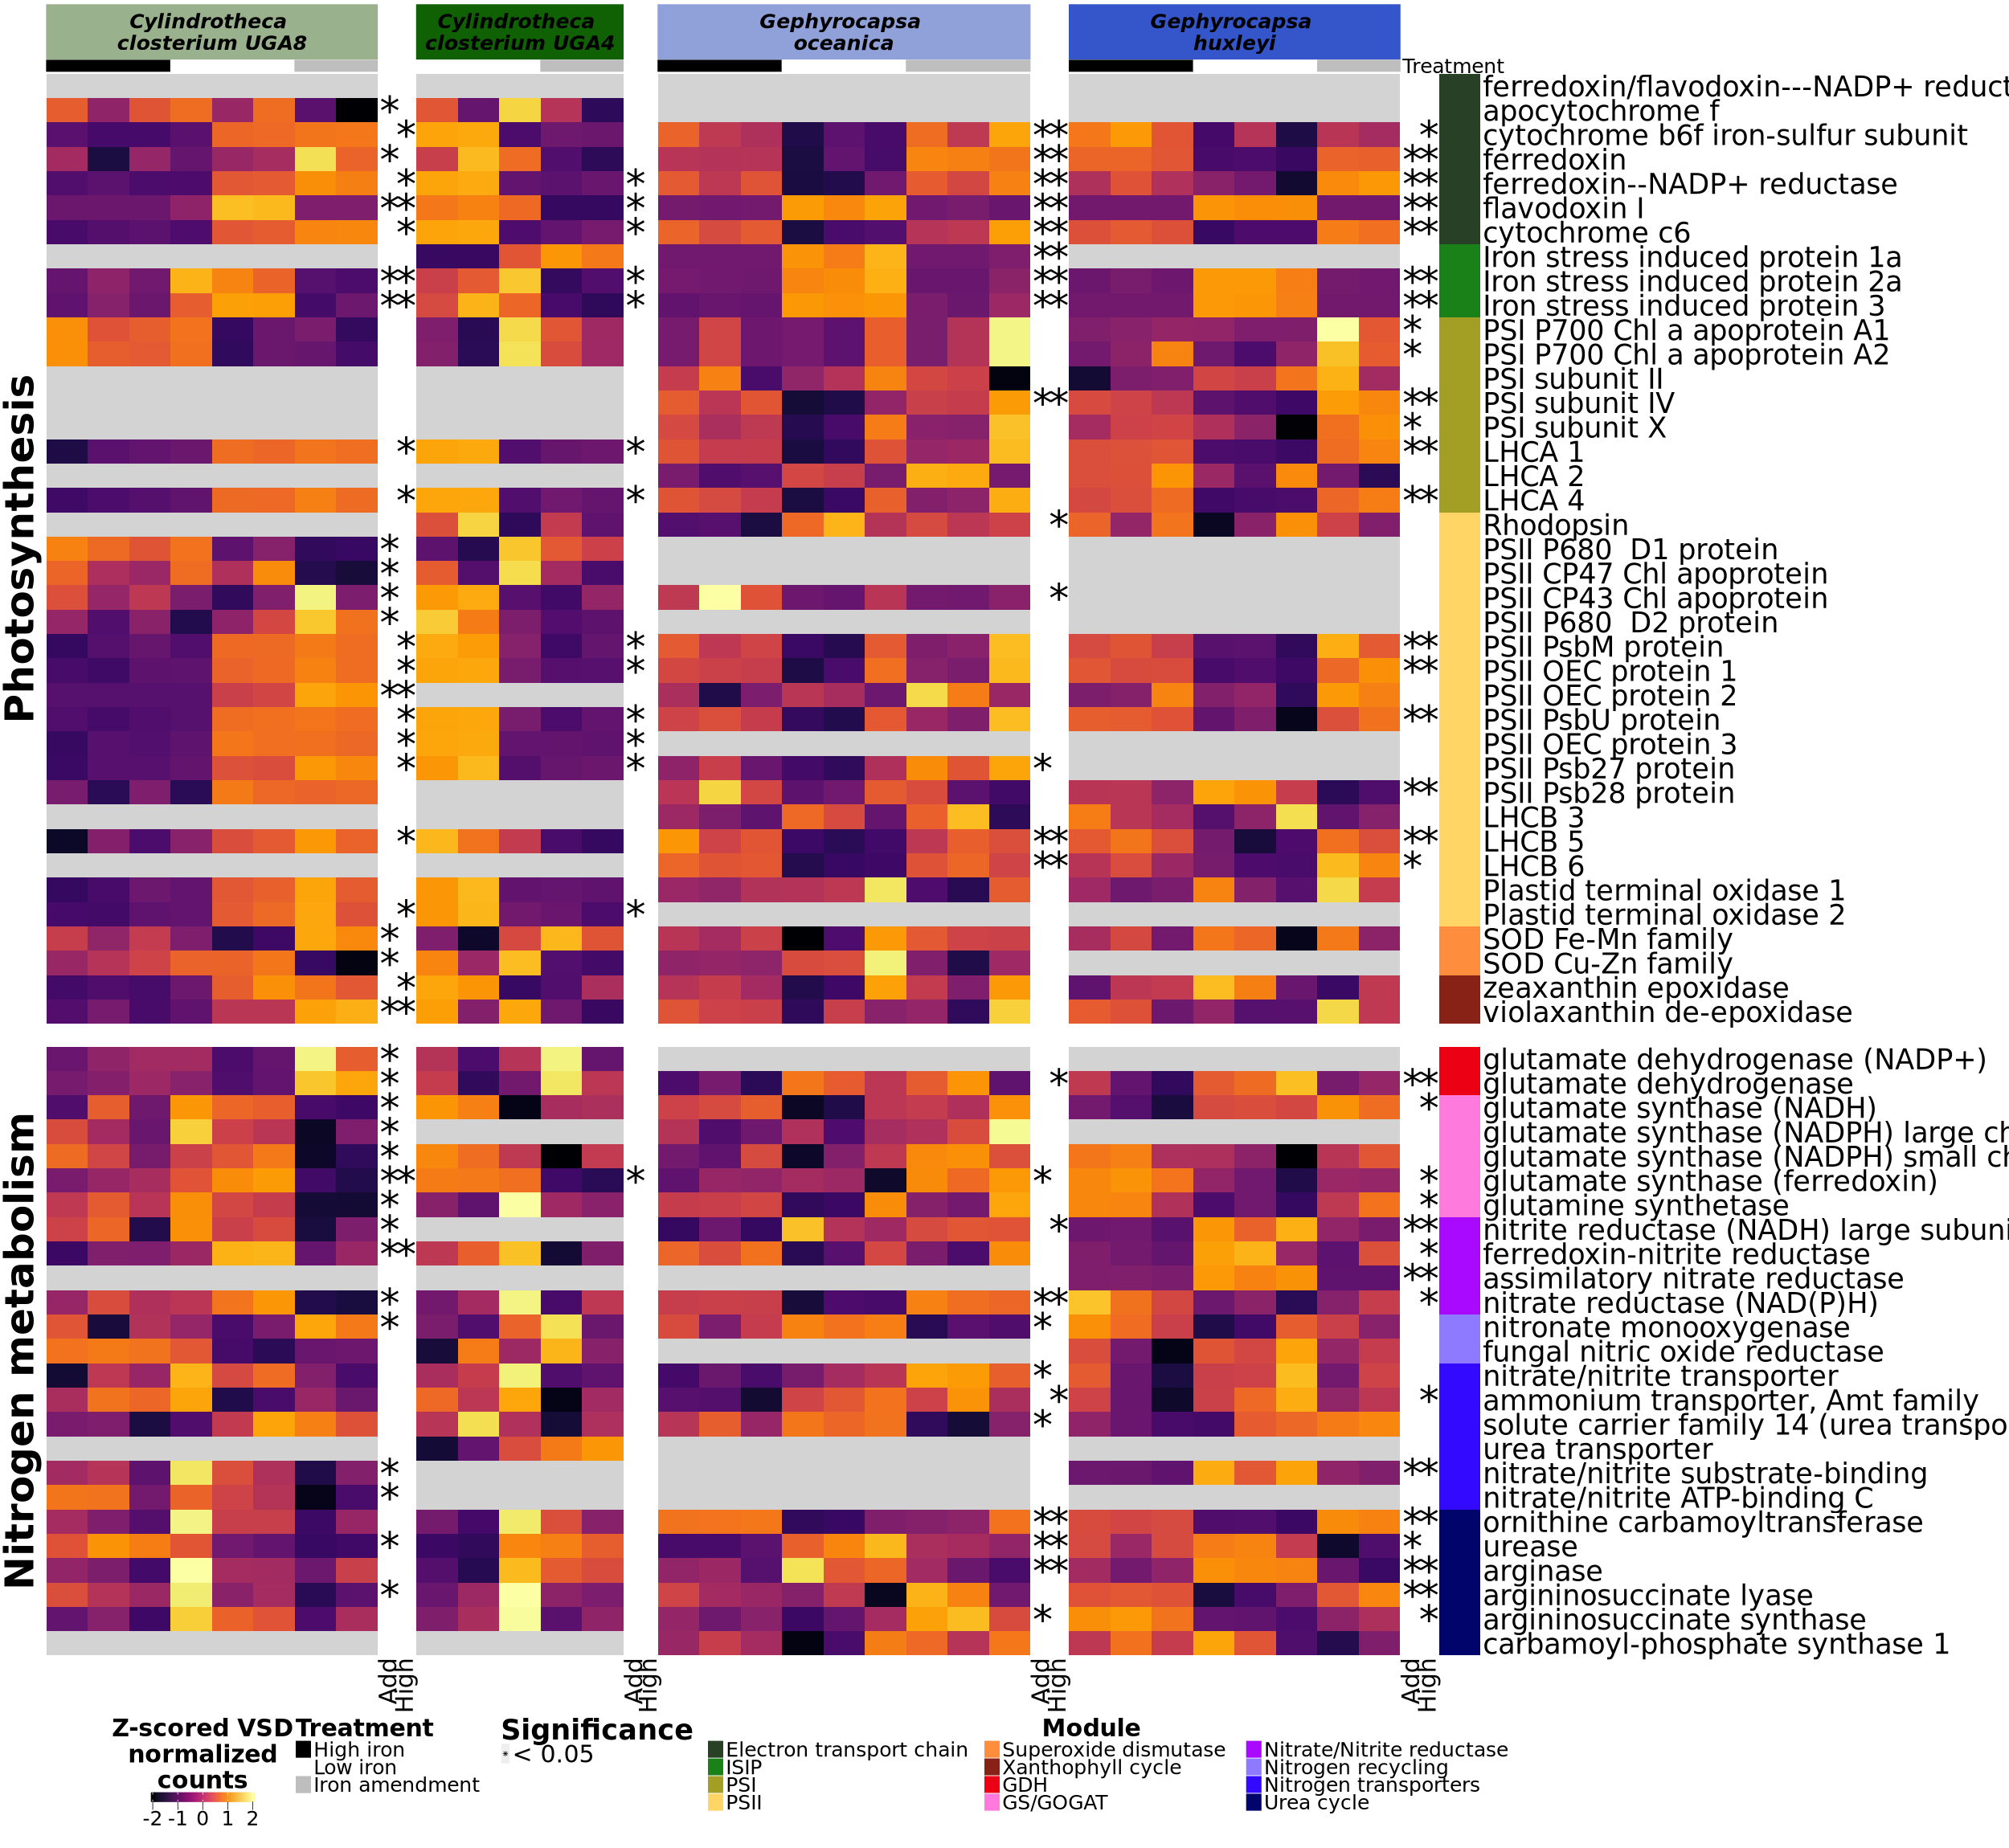 Cylindrotheca
closterium UGA8
Cylindrotheca
closterium UGA4
Gephyrocapsa
oceanica
Gephyrocapsa
huxleyi
Treatment
Photosynthesis
ferredoxin/flavodoxin---NADP+ reduct
apocytochrome f
*
cytochrome b6f iron-sulfur subunit
* ** *
ferredoxin
* ** **
ferredoxin--NADP+ reductase
* * ** **
flavodoxin I
** * ** **
cytochrome c6
* * ** **
Iron stress induced protein 1a
**
Iron stress induced protein 2a
** * ** **
Iron stress induced protein 3
** * ** **
PSI P700 Chl a apoprotein A1
*
PSI P700 Chl a apoprotein A2
*
PSI subunit II
PSI subunit IV
** **
PSI subunit X
*
LHCA 1
* * **
LHCA 2
LHCA 4
* * **
Rhodopsin
*
PSII P680  D1 protein
*
PSII CP47 Chl apoprotein
*
PSII CP43 Chl apoprotein
* *
PSII P680  D2 protein
*
PSII PsbM protein
* * **
PSII OEC protein 1
* * **
PSII OEC protein 2
**
PSII PsbU protein
* * **
PSII OEC protein 3
* *
PSII Psb27 protein
* * *
PSII Psb28 protein
**
LHCB 3
LHCB 5
* ** **
LHCB 6
** *
Plastid terminal oxidase 1
Plastid terminal oxidase 2
* *
SOD Fe-Mn family
*
SOD Cu-Zn family
*
zeaxanthin epoxidase
*
violaxanthin de-epoxidase
**
Nitrogen metabolism
glutamate dehydrogenase (NADP+)
*
glutamate dehydrogenase
* * **
glutamate synthase (NADH)
* *
glutamate synthase (NADPH) large ch
*
glutamate synthase (NADPH) small ch
*
glutamate synthase (ferredoxin)
** * * *
glutamine synthetase
* *
nitrite reductase (NADH) large subuni
* * **
ferredoxin-nitrite reductase
** *
assimilatory nitrate reductase
**
nitrate reductase (NAD(P)H)
* ** *
nitronate monooxygenase
* *
fungal nitric oxide reductase
nitrate/nitrite transporter
*
ammonium transporter, Amt family
* *
solute carrier family 14 (urea transpo
*
urea transporter
nitrate/nitrite substrate-binding
* **
nitrate/nitrite ATP-binding C
*
ornithine carbamoyltransferase
** **
urease
* ** *
arginase
** **
argininosuccinate lyase
* **
argininosuccinate synthase
* *
carbamoyl-phosphate synthase 1
Add
High
Add
High
Add
High
Add
High
Z-scored VSD
normalized
counts
-2 -1 0 1 2
Treatment
High iron
Low iron
Iron amendment
Significance
* < 0.05
Module
Electron transport chain
ISIP
PSI
PSII
Superoxide dismutase
Xanthophyll cycle
GDH
GS/GOGAT
Nitrate/Nitrite reductase
Nitrogen recycling
Nitrogen transporters
Urea cycle